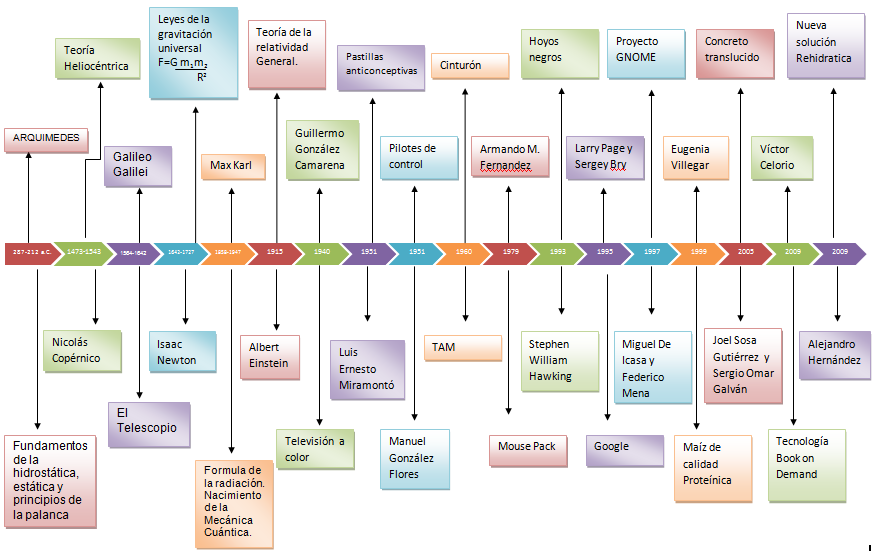 Teoría
Heliocéntrica
Leyes de la
gravitación
universal
F=G m₁m₂
R²
Teoría de la
relatividad
General.
Pastillas
anticonceptivas
Cinturón
Hoyos
negros
Proyecto
GNOME
Concreto
translucido
Nueva
solución
Rehidratica
ARQUIMEDES
Galileo
Galilei
Max Karl
Guillermo
González
Camarena
Pilotes de
control
Armando M.
Fernandez
Larry Page y
Sergey Bry
Eugenia
Villegar
Víctor
Celorio
287-212 a.C.
1473-1543
1564-1642
1642-1727
1858-1947
1915
1940
1951
1951
1960
1979
1993
1995
1997
1999
2005
2009
2009
Nicolás
Copérnico
Isaac
Newton
Albert
Einstein
Luis
Ernesto
Miramontó
TAM
Stephen
William
Hawking
Miguel De
Icasa y
Federico
Mena
Joel Sosa
Gutiérrez y
Sergio Omar
Galván
Alejandro
Hernández
Fundamentos
de la
hidrostática,
estática y
principios de
la palanca
El
Telescopio
Formula de
la radiación.
Nacimiento
de la
Mecánica
Cuántica.
Televisión a
color
Manuel
González
Flores
Mouse Pack
Google
Maíz de
calidad
Proteínica
Tecnología
Book on
Demand